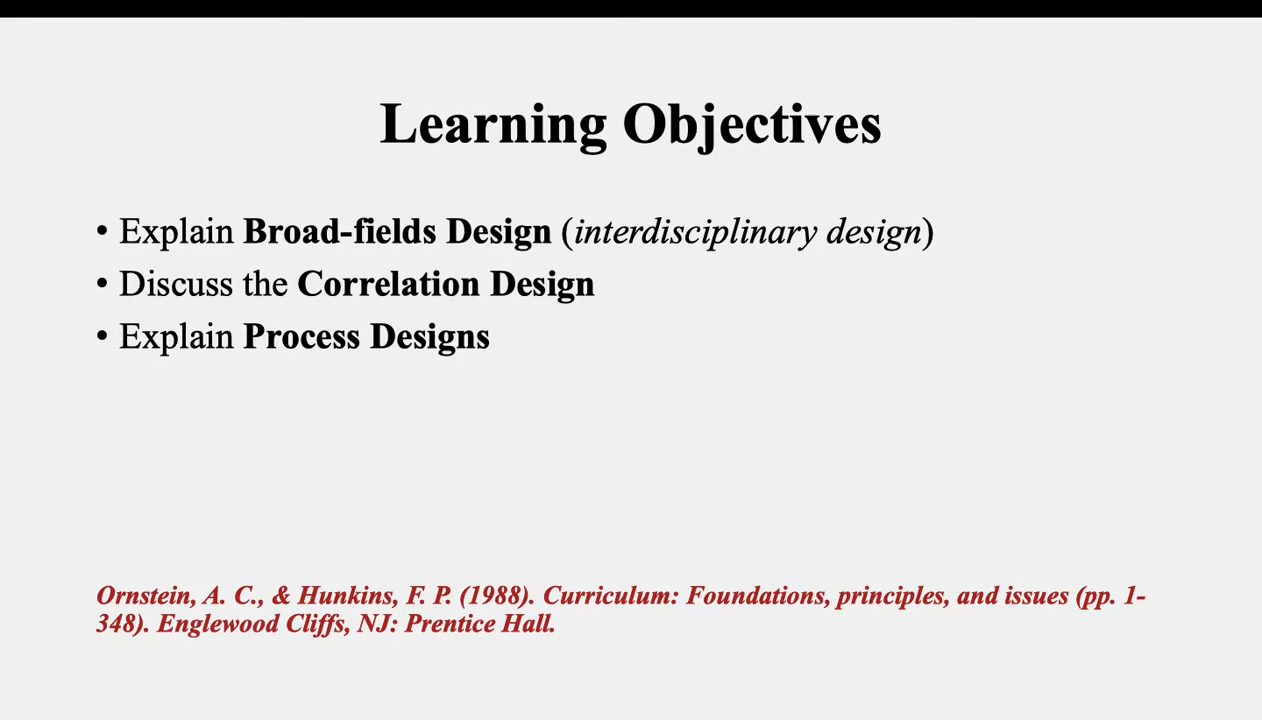 Learning Objectives
• Explain Broad-fields Design (interdisciplinary design)
• Discuss the Correlation Design
• Explain Process Designs
Ornstein, A. C., & Hunkins, F. P. (1988). Curriculum: Foundations, principles, and issues (pp. 1-
348). Englewood Cliffs, NJ: Prentice Hall.